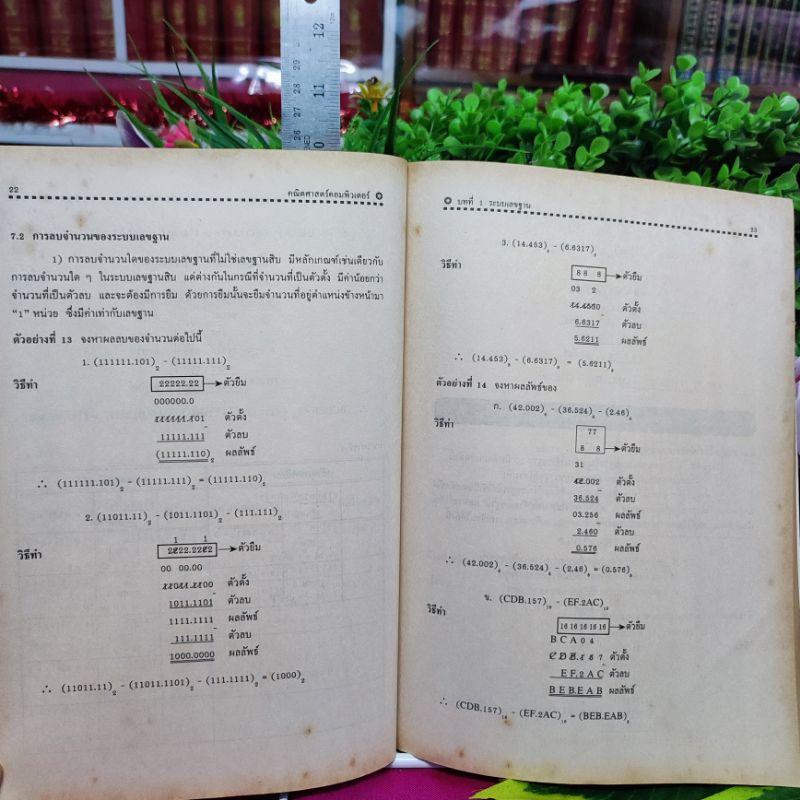 22 คณิตศาสตร์คอมพิวเตอร์
7.2 การลบจำนวนของระบบเลขฐาน
1) การลบจำนวนใดของระบบเลขฐานที่ไม่ใช่เลขฐานสิบ มีหลักเกณฑ์เช่นเดียวกับ
การลบจำนวนใด ๆ ในระบบเลขฐานสิบ แต่ต่างกันในกรณีที่จำนวนที่เป็นตัวตั้ง มีค่าน้อยกว่า
จำนวนที่เป็นตัวลบ และจะต้องมีการยืม ด้วยการยืมนั้นจะยืมจำนวนที่อยู่ตำแหน่งข้างหน้ามา
“1” หน่วย ซึ่งมีค่าเท่ากับเลขฐาน
ตัวอย่างที่ 13 จงหาผลลบของจำนวนต่อไปนี้
1. (111111.101)₂ - (11111.111)₂
วิธีทำ 22222.22 → ตัวยืม
000000.0
111111.101 ตัวตั้ง
11111.111 ตัวลบ
(11111.110)₂ ผลลัพธ์
∴ (111111.101)₂ - (11111.111)₂ = (11111.110)₂
2. (11011.11)₂ - (1011.1101)₂ - (111.111)₂
1 1
วิธีทำ 2222.2222 → ตัวยืม
00 00.00
11011.1100 ตัวตั้ง
1011.1101 ตัวลบ
1111.1111 ผลลัพธ์
111.1111 ตัวลบ
1000.0000 ผลลัพธ์
∴ (11011.11)₂ - (11011.1101)₂ - (111.1111)₂ = (1000)₂
บทที่ 1 ระบบเลขฐาน 23
3. (14.453)₈ - (6.6317)₈
วิธีทำ 88 8 → ตัวยืม
03 2
14.4530 ตัวตั้ง
6.6317 ตัวลบ
5.6211 ผลลัพธ์
∴ (14.453)₈ - (6.6317)₈ = (5.6211)₈
ตัวอย่างที่ 14 จงหาผลลัพธ์ของ
ก. (42.002)₈ - (36.524)₈ - (2.46)₈
วิธีทำ 77
8 8 → ตัวยืม
31
42.002 ตัวตั้ง
36.524 ตัวลบ
03.256 ผลลัพธ์
2.460 ตัวลบ
0.576 ผลลัพธ์
∴ (42.002)₈ - (36.524)₈ - (2.46)₈ = (0.576)₈
ข. (CDB.157)₁₆ - (EF.2AC)₁₆
วิธีทำ 16 16 16 16 16 → ตัวยืม
B C A 0 4
C D B.1 5 7 ตัวตั้ง
E F.2 A C ตัวลบ
B E B.E A B ผลลัพธ์
∴ (CDB.157)₁₆ - (EF.2AC)₁₆ = (BEB.EAB)₈